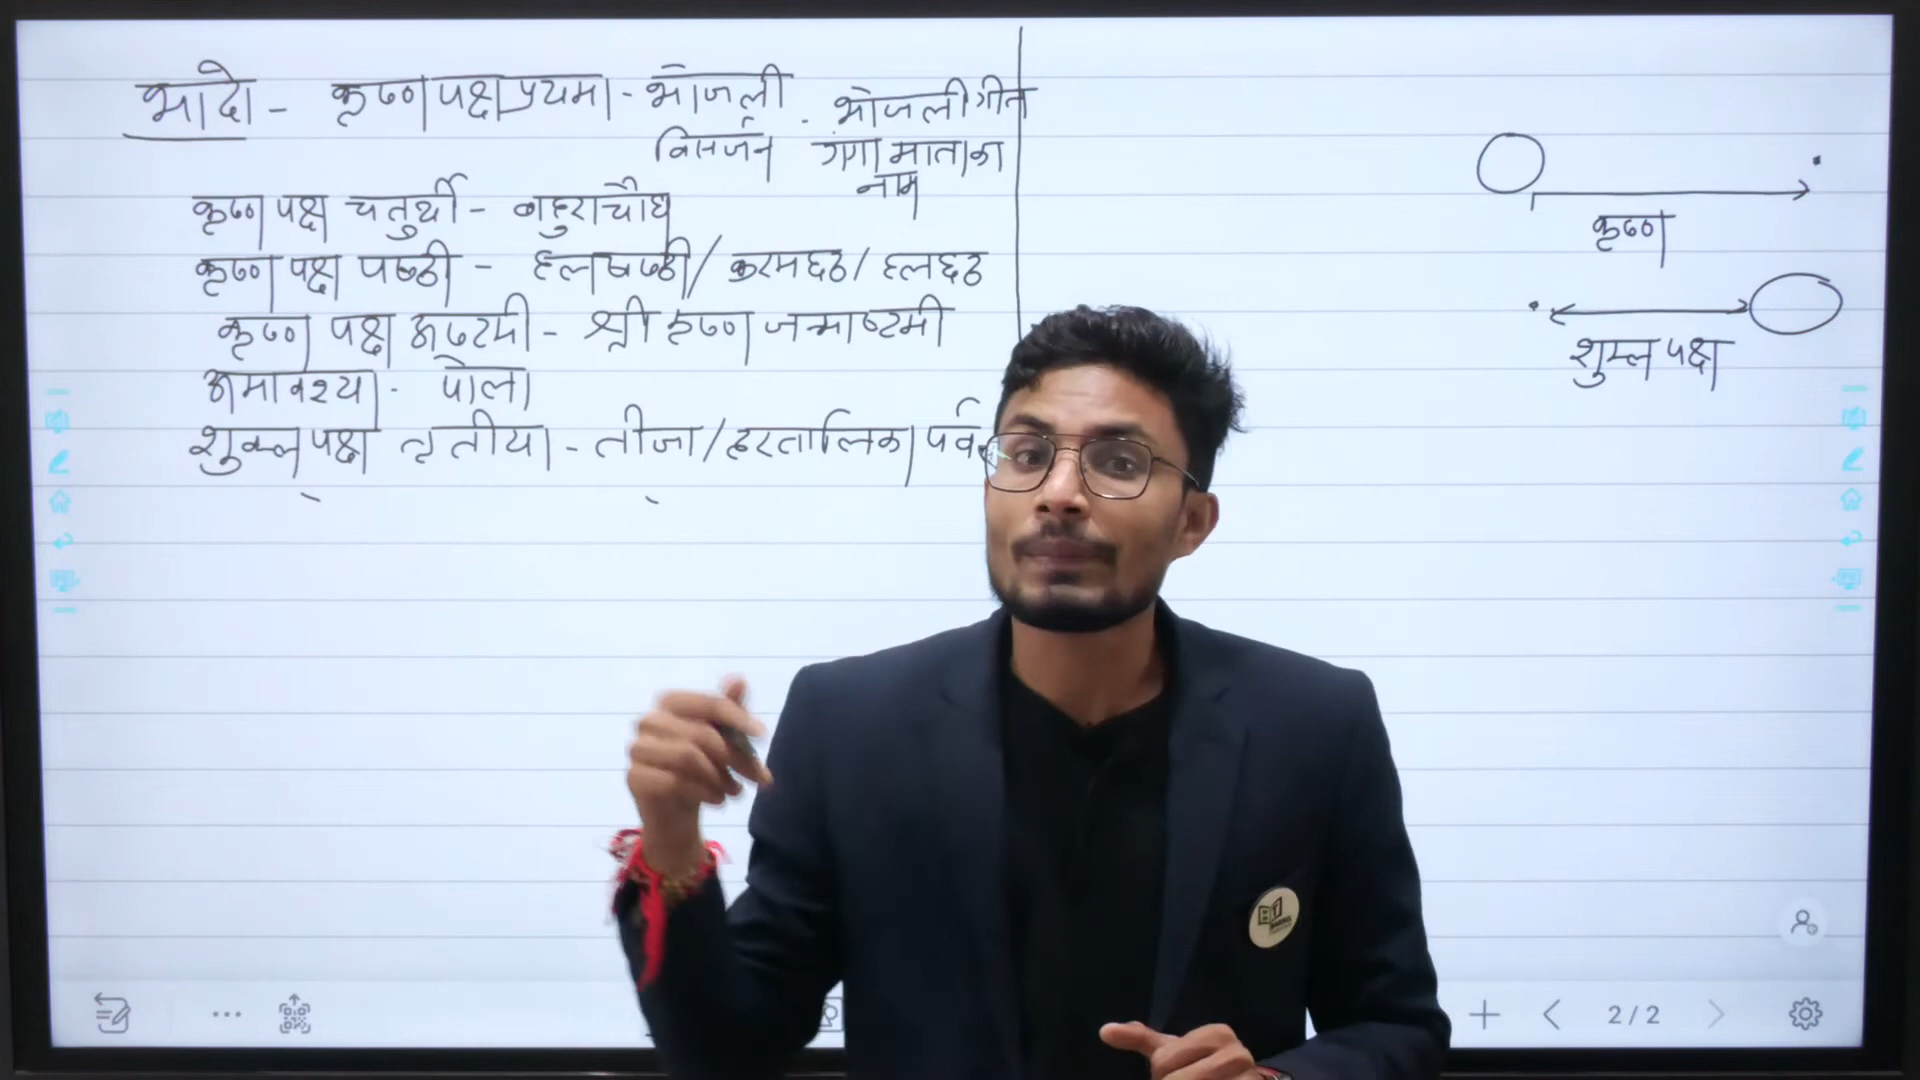 भादो - कृष्ण पक्ष प्रथमा - भोजली . भोजली गीत
विसर्जन गंगा माता का
नाम
कृष्ण पक्ष चतुर्थी - बहुराचौथ
कृष्ण पक्ष षष्ठी - हलषष्ठी / कमरछठ / हलछठ
कृष्ण पक्ष अष्टमी - श्री कृष्ण जन्माष्टमी
अमावश्या - पोला
शुक्ल पक्ष तृतीया - तीजा / हरतालिका पर्व
कृष्ण
शुक्ल पक्ष
2/2